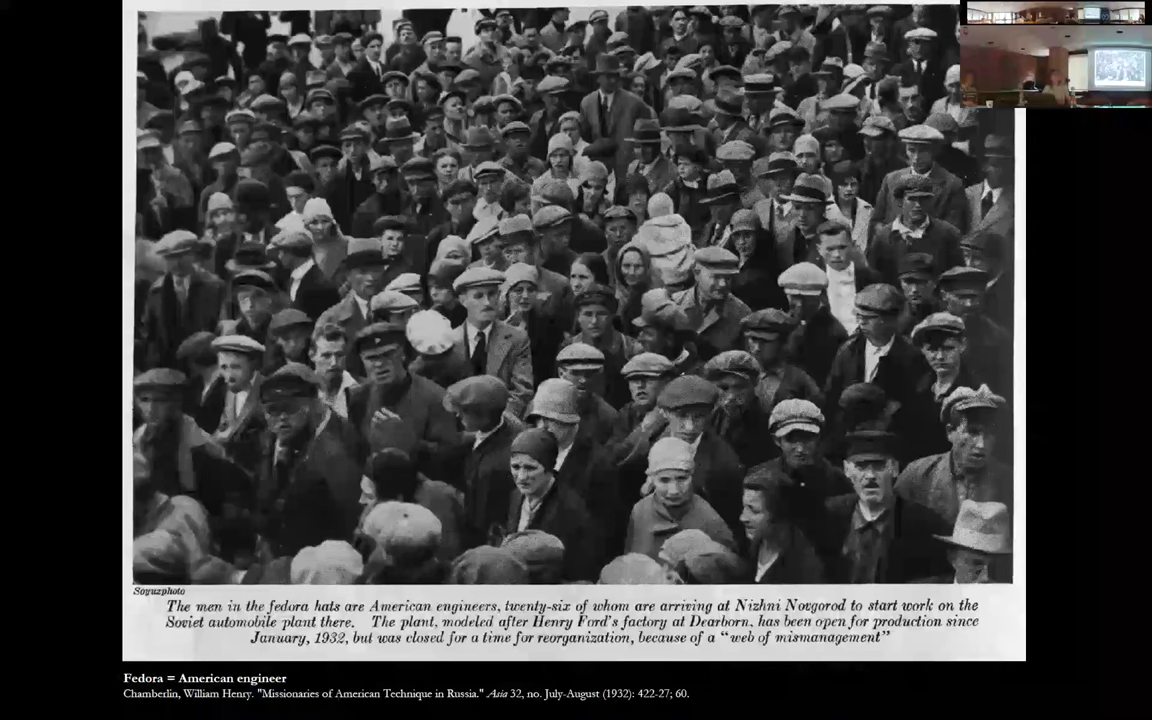 Soyuzphoto
The men in the fedora hats are American engineers, twenty-six of whom are arriving at Nizhni Novgorod to start work on the
Soviet automobile plant there. The plant, modeled after Henry Ford's factory at Dearborn, has been open for production since
January, 1932, but was closed for a time for reorganization, because of a "web of mismanagement"
Fedora = American engineer
Chamberlin, William Henry. "Missionaries of American Technique in Russia." Asia 32, no. July-August (1932): 422-27; 60.